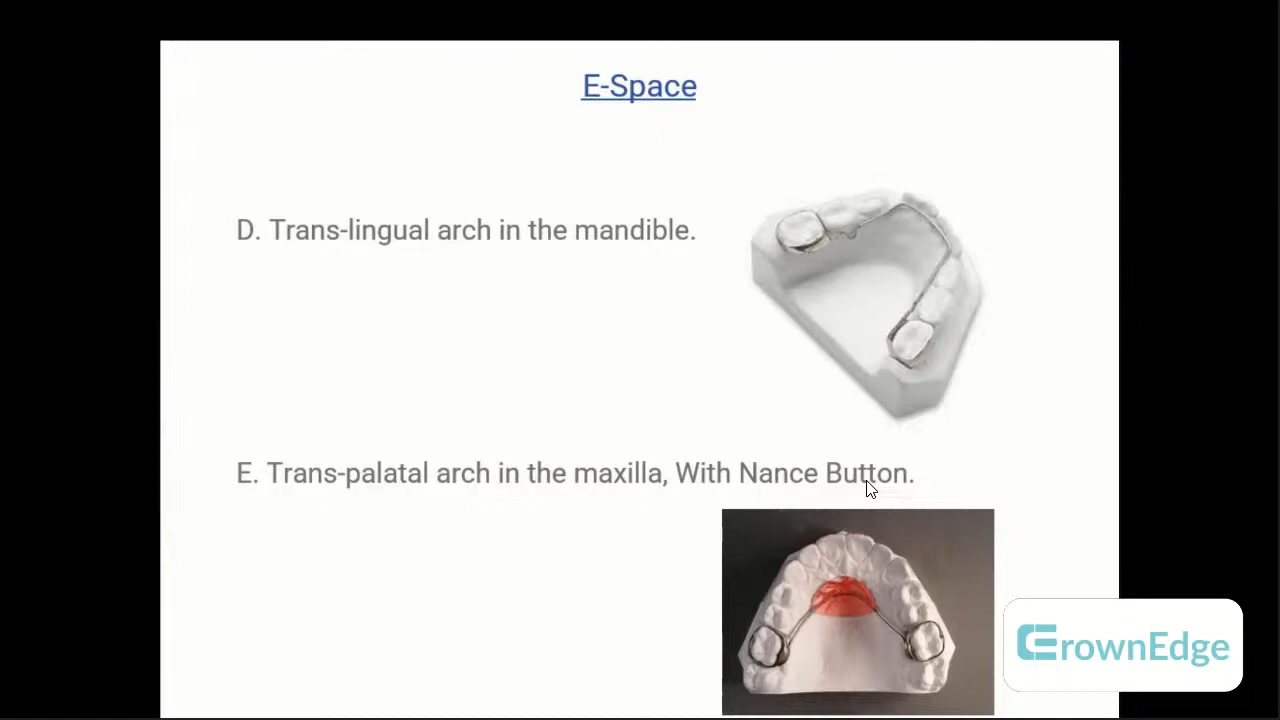 E-Space
D. Trans-lingual arch in the mandible.
E. Trans-palatal arch in the maxilla, With Nance Button.
CrownEdge